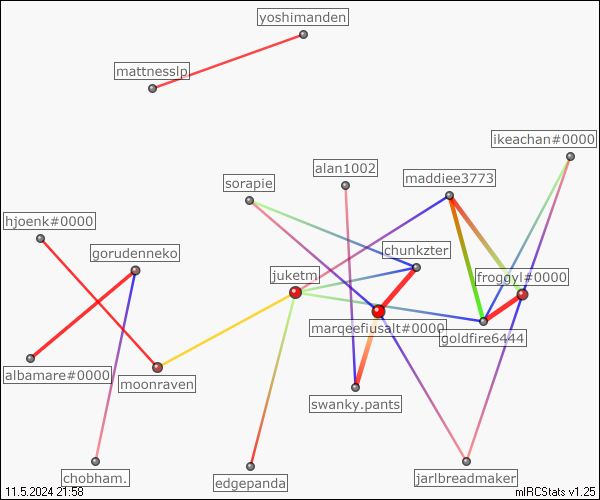 yoshimanden
mattnesslp
ikeachan#0000
alan1002
maddiee3773
sorapie
hjoenk#0000
gorudenneko
chunkzter
juketm
froggyl#0000
marqeefiusalt#0000
goldfire6444
albamare#0000
moonraven
swanky.pants
chobham.
edgepanda
jarlbreadmaker
11.5.2024 21:58
mIRCStats v1.25